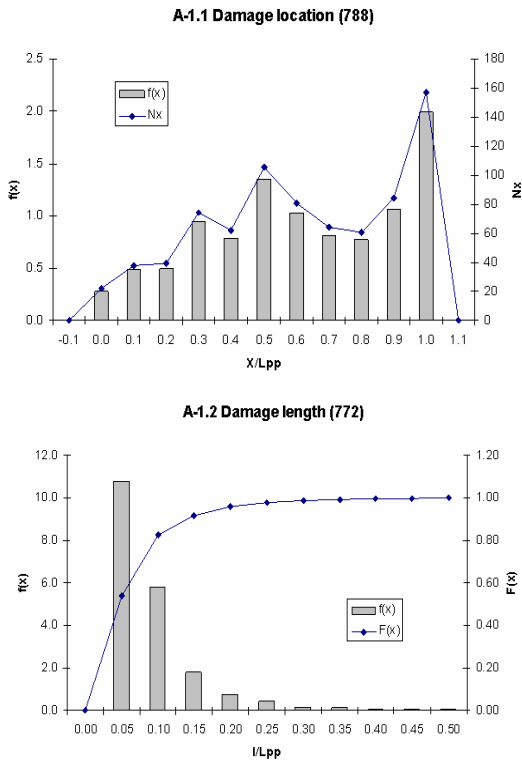 A-1.1 Damage location (788)
2.5 180
160
2.0 140
120
1.5 100
1.0 80
60
0.5 40
20
0.0 0
f(x)
Nx
f(x)
Nx
-0.1 0.0 0.1 0.2 0.3 0.4 0.5 0.6 0.7 0.8 0.9 1.0 1.1
X/Lpp
A-1.2 Damage length (772)
12.0 1.20
10.0 1.00
8.0 0.80
6.0 0.60
4.0 0.40
2.0 0.20
0.0 0.00
f(x)
F(x)
f(x)
F(x)
0.00 0.05 0.10 0.15 0.20 0.25 0.30 0.35 0.40 0.45 0.50
l/Lpp